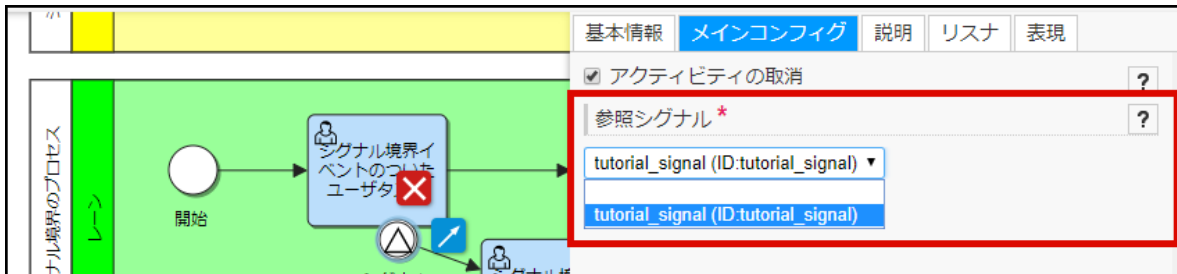 基本情報
メインコンフィグ
説明
リスナ
表現
アクティビティの取消
?
参照シグナル *
?
tutorial_signal (ID:tutorial_signal)
tutorial_signal (ID:tutorial_signal)
ナル境界のプロセス
レーン
開始
シグナル境界イ
ベントのついた
ユーザタ